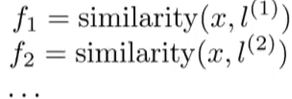 f₁ = similarity(x, l⁽¹⁾)
f₂ = similarity(x, l⁽²⁾)
...